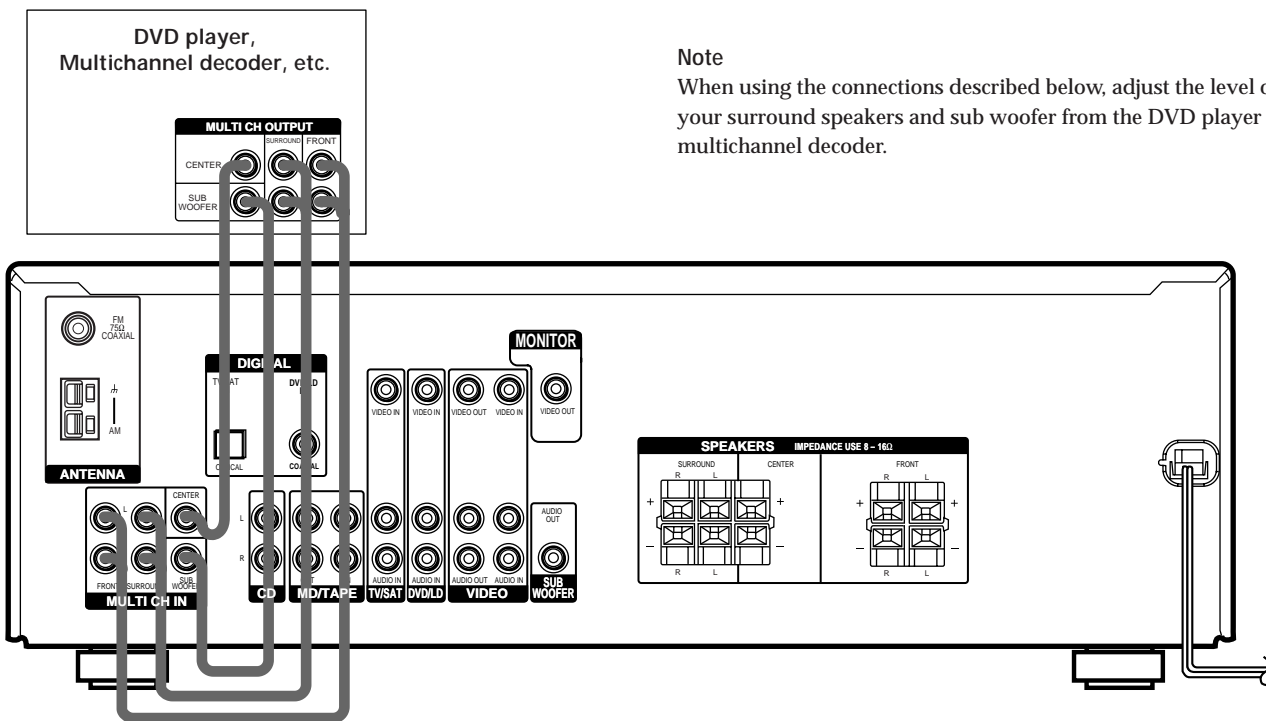 DVD player,
Multichannel decoder, etc.
MULTI CH OUTPUT
SURROUND
FRONT
CENTER
SUB
WOOFER
Note
When using the connections described below, adjust the level
your surround speakers and sub woofer from the DVD player
multichannel decoder.
FM
75Ω
COAXIAL
AM
ANTENNA
DIGITAL
COAXIAL
MONITOR
VIDEO IN
VIDEO IN
VIDEO OUT
VIDEO IN
VIDEO OUT
L
CENTER
FRONT
SURROUND
SUB
WOOFER
MULTI CH IN
L
R
CD
MD/TAPE
AUDIO IN
TV/SAT
AUDIO IN
DVD/LD
AUDIO OUT
AUDIO IN
VIDEO
AUDIO
OUT
SUB
WOOFER
SPEAKERS
IMPEDANCE USE 8 – 16Ω
SURROUND
CENTER
FRONT
R
L
R
L
+
+
+
+
–
–
–
–
R
L
R
L